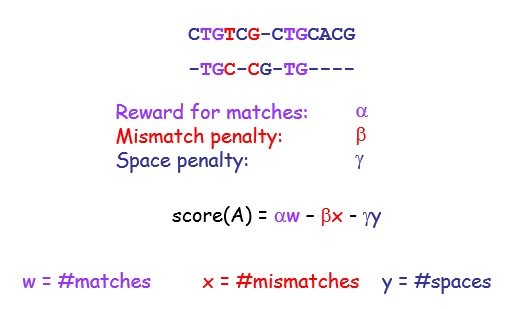 CTGTCG-CTGCACG
-TGC-CG-TG----
Reward for matches: α
Mismatch penalty: β
Space penalty: γ
score(A) = αw – βx - γy
w = #matches x = #mismatches y = #spaces